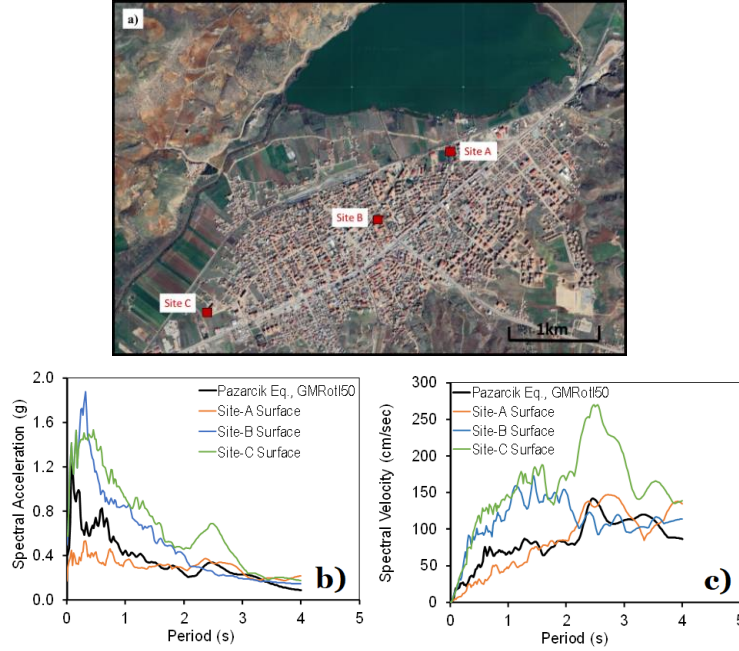 a)
Site A
Site B
Site C
1km
2.0
1.6
1.2
0.8
0.4
0.0
0
1
2
3
4
5
Spectral Acceleration (g)
Period (s)
Pazarcik Eq., GMRotI50
Site-A Surface
Site-B Surface
Site-C Surface
b)
300
250
200
150
100
50
0
0
1
2
3
4
5
Spectral Velocity (cm/sec)
Period (s)
Pazarcik Eq., GMRotI50
Site-A Surface
Site-B Surface
Site-C Surface
c)